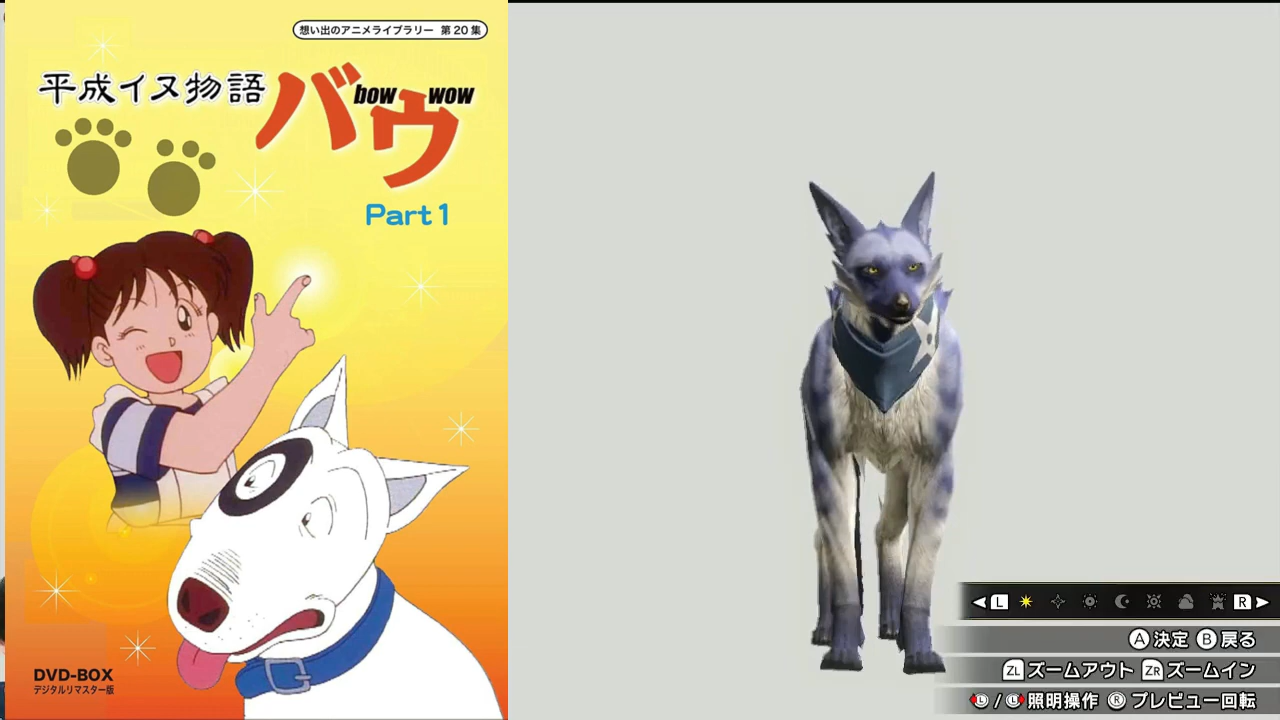 想い出のアニメライブラリー 第20集
平成イヌ物語 バウ
bow wow
Part 1
DVD-BOX
デジタルリマスター版
L R
A 決定 B 戻る
ZL ズームアウト ZR ズームイン
L / L 照明操作 R プレビュー回転